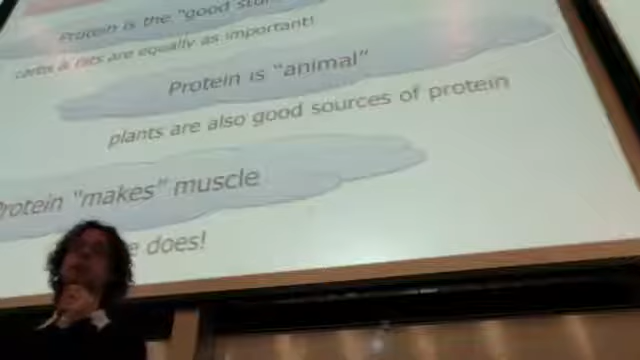 Protein is the "good
carbs & fats are equally as important!
Protein is "animal"
plants are also good sources of protein
Protein "makes" muscle
does!